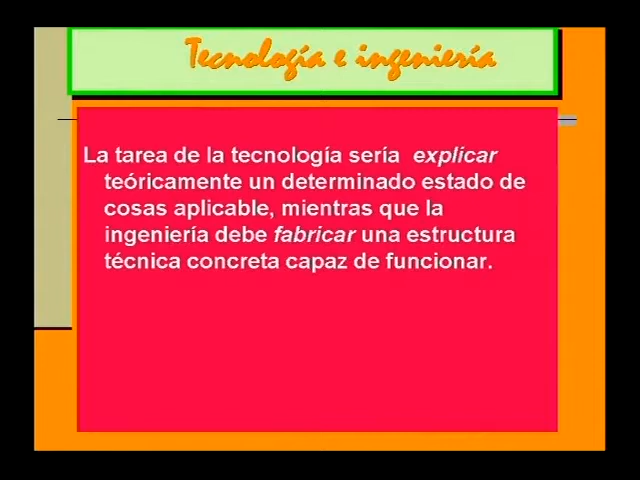 Tecnología e ingeniería
La tarea de la tecnología sería explicar
teóricamente un determinado estado de
cosas aplicable, mientras que la
ingeniería debe fabricar una estructura
técnica concreta capaz de funcionar.